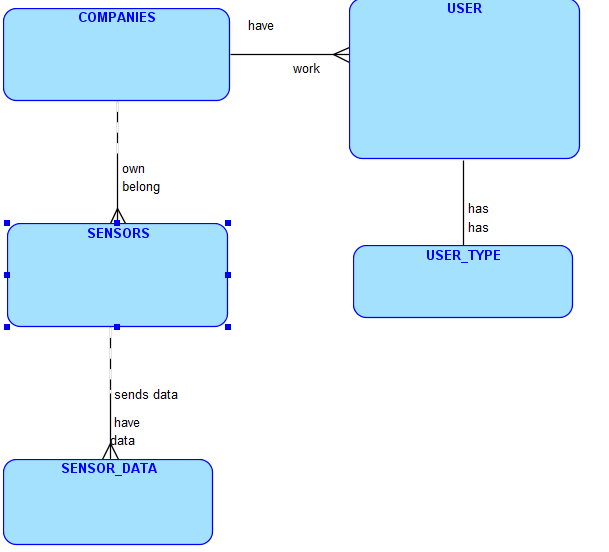 COMPANIES
USER
have
work
own
belong
has
has
SENSORS
USER_TYPE
sends data
have
data
SENSOR_DATA